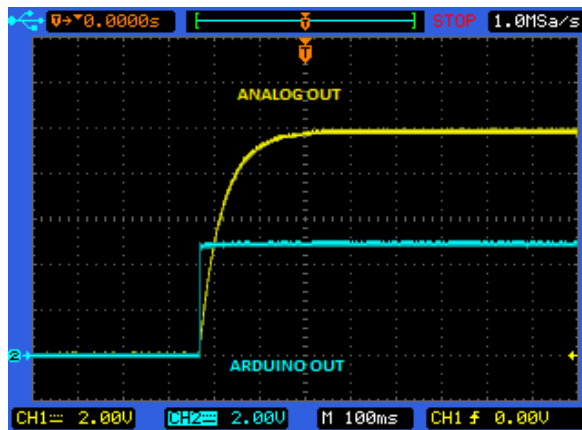 T→▼0.0000s [ T ] STOP 1.0MSa/s
T
ANALOG OUT
2
ARDUINO OUT
CH1 2.00V CH2 2.00V M 100ms CH1 0.00V